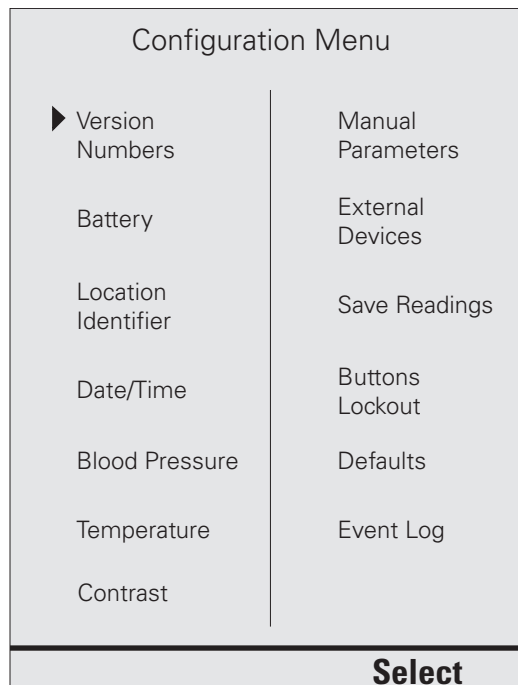 Configuration Menu
Version
Numbers
Battery
Location
Identifier
Date/Time
Blood Pressure
Temperature
Contrast
Manual
Parameters
External
Devices
Save Readings
Buttons
Lockout
Defaults
Event Log
Select